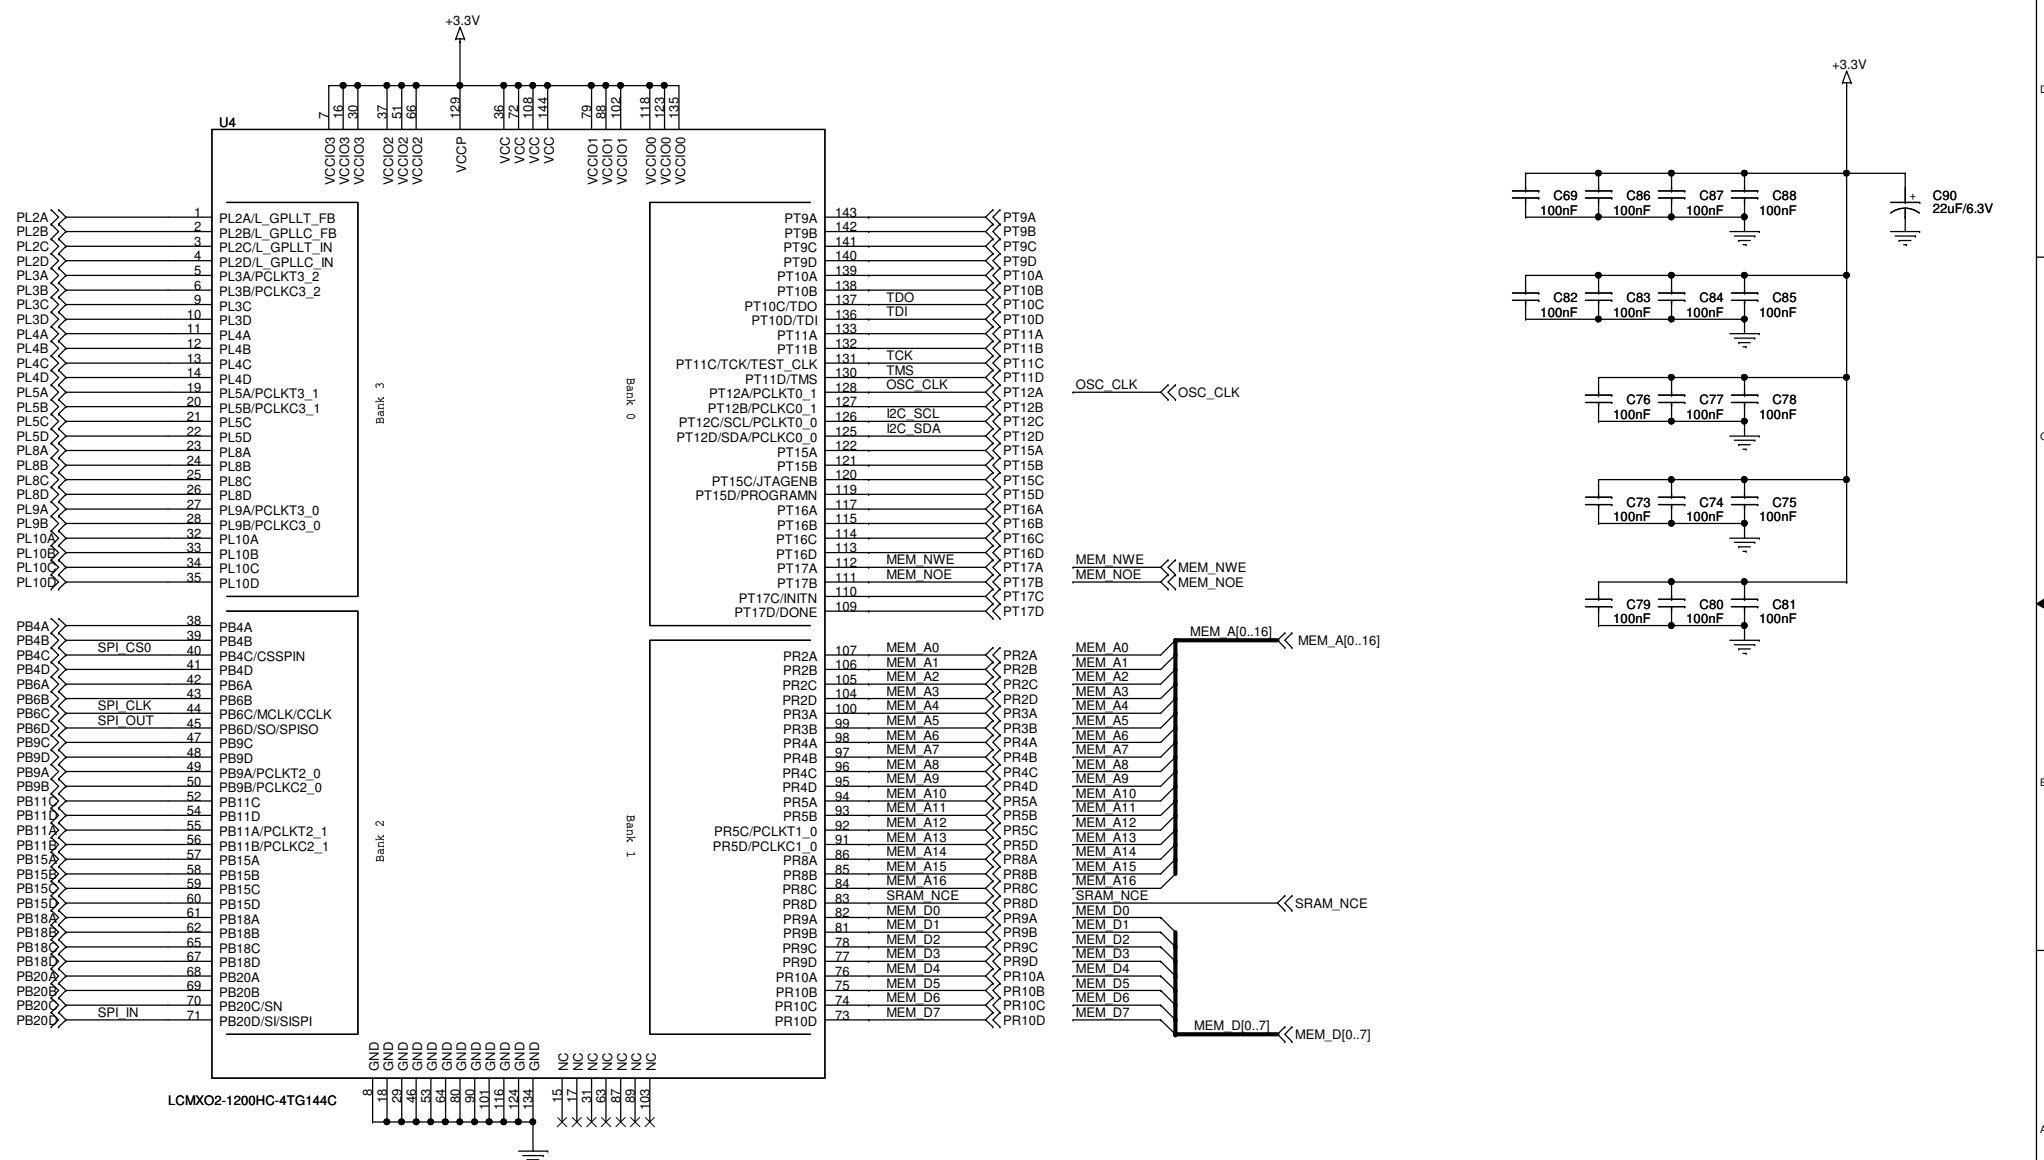 +3.3V
+3.3V
7 16 30 37 51 66 129 36 72 108 144 79 88 102 118 123 135
U4
VCCIO3 VCCIO3 VCCIO3 VCCIO2 VCCIO2 VCCIO2 VCCP VCC VCC VCC VCC VCCIO1 VCCIO1 VCCIO1 VCCIO0 VCCIO0 VCCIO0
C69 100nF
C86 100nF
C87 100nF
C88 100nF
C90 22uF/6.3V
+
C82 100nF
C83 100nF
C84 100nF
C85 100nF
C76 100nF
C77 100nF
C78 100nF
C73 100nF
C74 100nF
C75 100nF
C79 100nF
C80 100nF
C81 100nF
PL2A 1 PL2A/L_GPLLT_FB
PL2B 2 PL2B/L_GPLLC_FB
PL2C 3 PL2C/L_GPLLT_IN
PL2D 4 PL2D/L_GPLLC_IN
PL3A 5 PL3A/PCLKT3_2
PL3B 6 PL3B/PCLKC3_2
PL3C 9 PL3C
PL3D 10 PL3D
PL4A 11 PL4A
PL4B 12 PL4B
PL4C 13 PL4C
PL4D 14 PL4D
PL5A 19 PL5A/PCLKT3_1
PL5B 20 PL5B/PCLKC3_1
PL5C 21 PL5C
PL5D 22 PL5D
PL8A 23 PL8A
PL8B 24 PL8B
PL8C 25 PL8C
PL8D 26 PL8D
PL9A 27 PL9A/PCLKT3_0
PL9B 28 PL9B/PCLKC3_0
PL10A 32 PL10A
PL10B 33 PL10B
PL10C 34 PL10C
PL10D 35 PL10D
Bank 3
PB4A 38 PB4A
PB4B 39 PB4B
PB4C SPI_CS0 40 PB4C/CSSPIN
PB4D 41 PB4D
PB6A 42 PB6A
PB6B 43 PB6B
PB6C SPI_CLK 44 PB6C/MCLK/CCLK
PB6D SPI_OUT 45 PB6D/SO/SPISO
PB9C 47 PB9C
PB9D 48 PB9D
PB9A 49 PB9A/PCLKT2_0
PB9B 50 PB9B/PCLKC2_0
PB11C 52 PB11C
PB11D 54 PB11D
PB11A 55 PB11A/PCLKT2_1
PB11B 56 PB11B/PCLKC2_1
PB15A 57 PB15A
PB15B 58 PB15B
PB15C 59 PB15C
PB15D 60 PB15D
PB18A 61 PB18A
PB18B 62 PB18B
PB18C 65 PB18C
PB18D 67 PB18D
PB20A 68 PB20A
PB20B 69 PB20B
PB20C 70 PB20C/SN
PB20D SPI_IN 71 PB20D/SI/SISPI
Bank 2
PT9A 143 PT9A
PT9B 142 PT9B
PT9C 141 PT9C
PT9D 140 PT9D
PT10A 139 PT10A
PT10B 138 PT10B
PT10C/TDO 137 TDO PT10C
PT10D/TDI 136 TDI PT10D
PT11A 133 PT11A
PT11B 132 PT11B
PT11C/TCK/TEST_CLK 131 TCK PT11C
PT11D/TMS 130 TMS PT11D
PT12A/PCLKT0_1 128 OSC_CLK PT12A OSC_CLK OSC_CLK
PT12B/PCLKC0_1 127 PT12B
PT12C/SCL/PCLKT0_0 126 I2C_SCL PT12C
PT12D/SDA/PCLKC0_0 125 I2C_SDA PT12D
PT15A 122 PT15A
PT15B 121 PT15B
PT15C/JTAGENB 120 PT15C
PT15D/PROGRAMN 119 PT15D
PT16A 117 PT16A
PT16B 115 PT16B
PT16C 114 PT16C
PT16D 113 PT16D
PT17A 112 MEM_NWE PT17A MEM_NWE MEM_NWE
PT17B 111 MEM_NOE PT17B MEM_NOE MEM_NOE
PT17C/INITN 110 PT17C
PT17D/DONE 109 PT17D
Bank 0
MEM_A[0..16] MEM_A[0..16]
PR2A 107 MEM_A0 PR2A MEM_A0
PR2B 106 MEM_A1 PR2B MEM_A1
PR2C 105 MEM_A2 PR2C MEM_A2
PR2D 104 MEM_A3 PR2D MEM_A3
PR3A 100 MEM_A4 PR3A MEM_A4
PR3B 99 MEM_A5 PR3B MEM_A5
PR4A 98 MEM_A6 PR4A MEM_A6
PR4B 97 MEM_A7 PR4B MEM_A7
PR4C 96 MEM_A8 PR4C MEM_A8
PR4D 95 MEM_A9 PR4D MEM_A9
PR5A 94 MEM_A10 PR5A MEM_A10
PR5B 93 MEM_A11 PR5B MEM_A11
PR5C/PCLKT1_0 92 MEM_A12 PR5C MEM_A12
PR5D/PCLKC1_0 91 MEM_A13 PR5D MEM_A13
PR8A 86 MEM_A14 PR8A MEM_A14
PR8B 85 MEM_A15 PR8B MEM_A15
PR8C 84 MEM_A16 PR8C MEM_A16
PR8D 83 SRAM_NCE PR8D SRAM_NCE SRAM_NCE
PR9A 82 MEM_D0 PR9A MEM_D0
PR9B 81 MEM_D1 PR9B MEM_D1
PR9C 78 MEM_D2 PR9C MEM_D2
PR9D 77 MEM_D3 PR9D MEM_D3
PR10A 76 MEM_D4 PR10A MEM_D4
PR10B 75 MEM_D5 PR10B MEM_D5
PR10C 74 MEM_D6 PR10C MEM_D6
PR10D 73 MEM_D7 PR10D MEM_D7
Bank 1
MEM_D[0..7] MEM_D[0..7]
GND GND GND GND GND GND GND GND GND GND GND GND NC NC NC NC NC NC NC
8 18 29 46 53 64 80 90 101 116 124 134 15 17 31 63 87 89 103
LCMXO2-1200HC-4TG144C